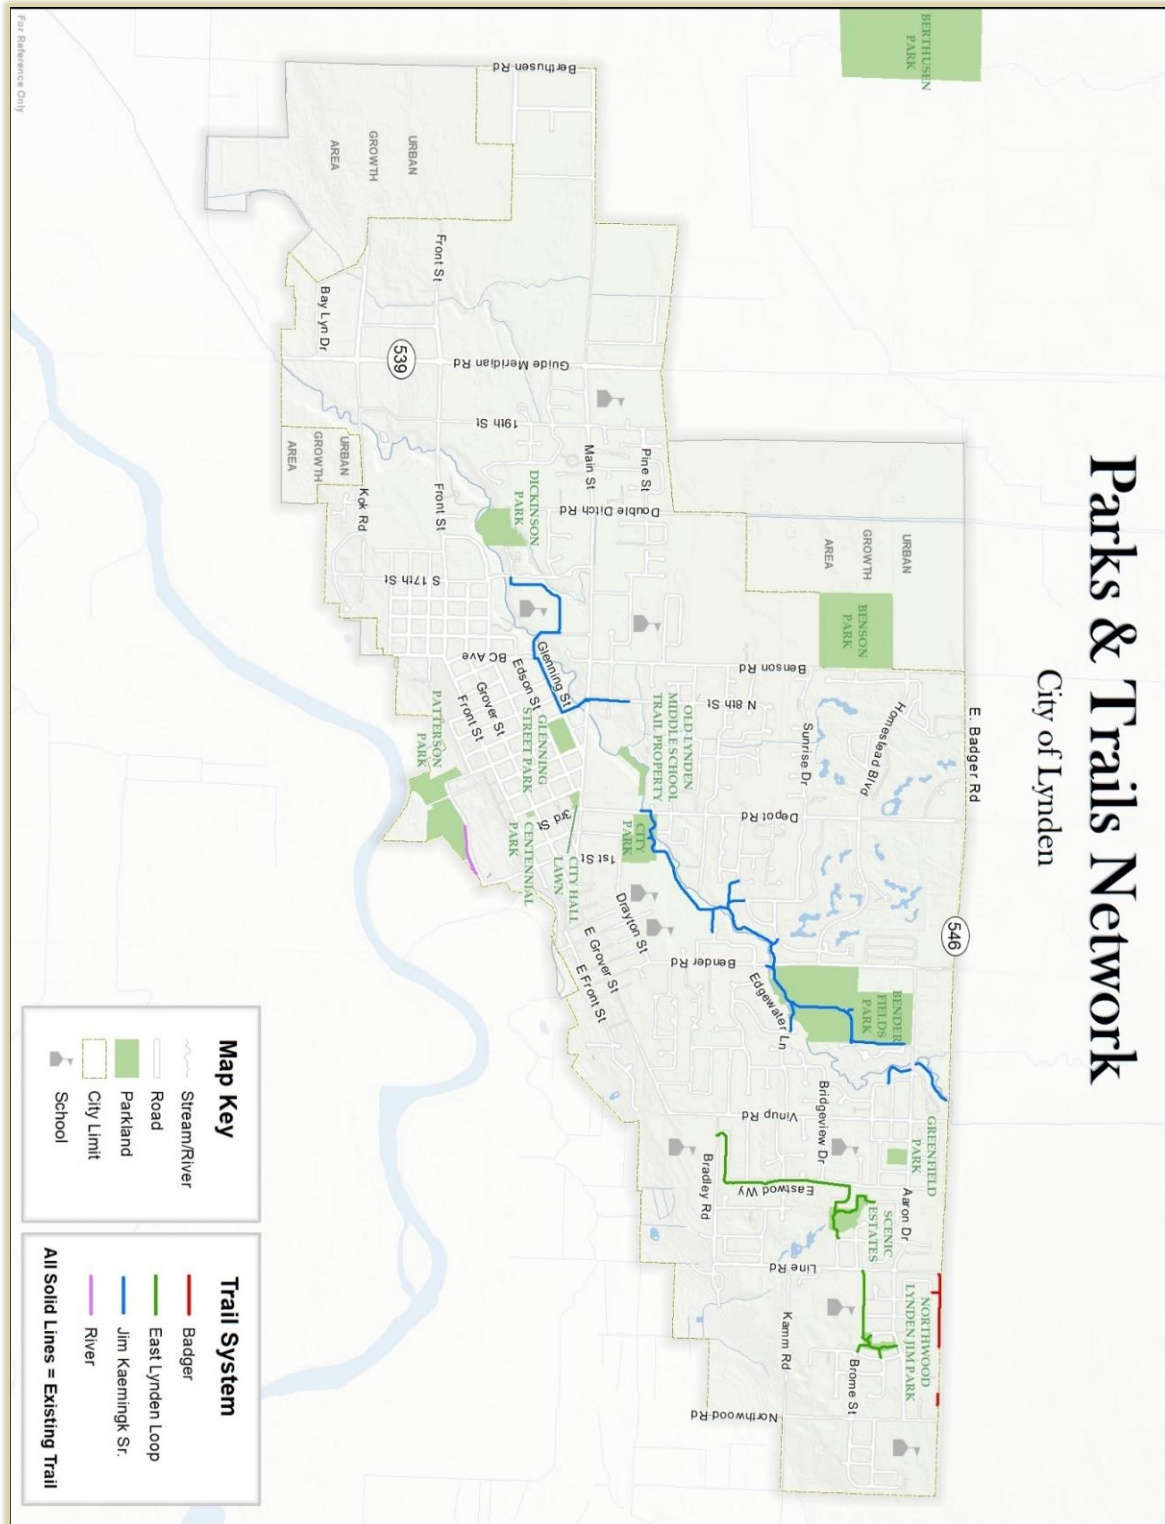 Parks & Trails Network
City of Lynden
BERTHUSEN
PARK
E. Badger Rd
546
Berthusen Rd
URBAN
GROWTH
AREA
Front St
Bay Lyn Dr
539
Guide Meridian Rd
19th St
Main St
Pine St
Double Ditch Rd
DICKINSON
PARK
URBAN
GROWTH
AREA
Kok Rd
Front St
S 17th St
URBAN
GROWTH
AREA
BENSON
PARK
Benson Rd
Homestead Blvd
Sunrise Dr
N 8th St
OLD LYNDEN
MIDDLE SCHOOL
TRAIL PROPERTY
Glenning St
BC Ave
Edson St
Grover St
Front St
GLENNING
STREET PARK
PATTERSON
PARK
Depot Rd
CITY
PARK
3rd St
1st St
CITY HALL
LAWN
CENTENNIAL
PARK
Drayton St
E Grover St
E Front St
Bender Rd
Edgewater Ln
BENDER
FIELDS
PARK
Bridgeview Dr
Vinup Rd
GREENFIELD
PARK
Aaron Dr
Eastwod Wy
Bradley Rd
SCENIC
ESTATES
Line Rd
NORTHWOOD
LYNDEN JIM PARK
Kamm Rd
Brome St
Northwood Rd
Map Key
Stream/River
Road
Parkland
City Limit
School
Trail System
Badger
East Lynden Loop
Jim Kaemingk Sr.
River
All Solid Lines = Existing Trail
For Reference Only